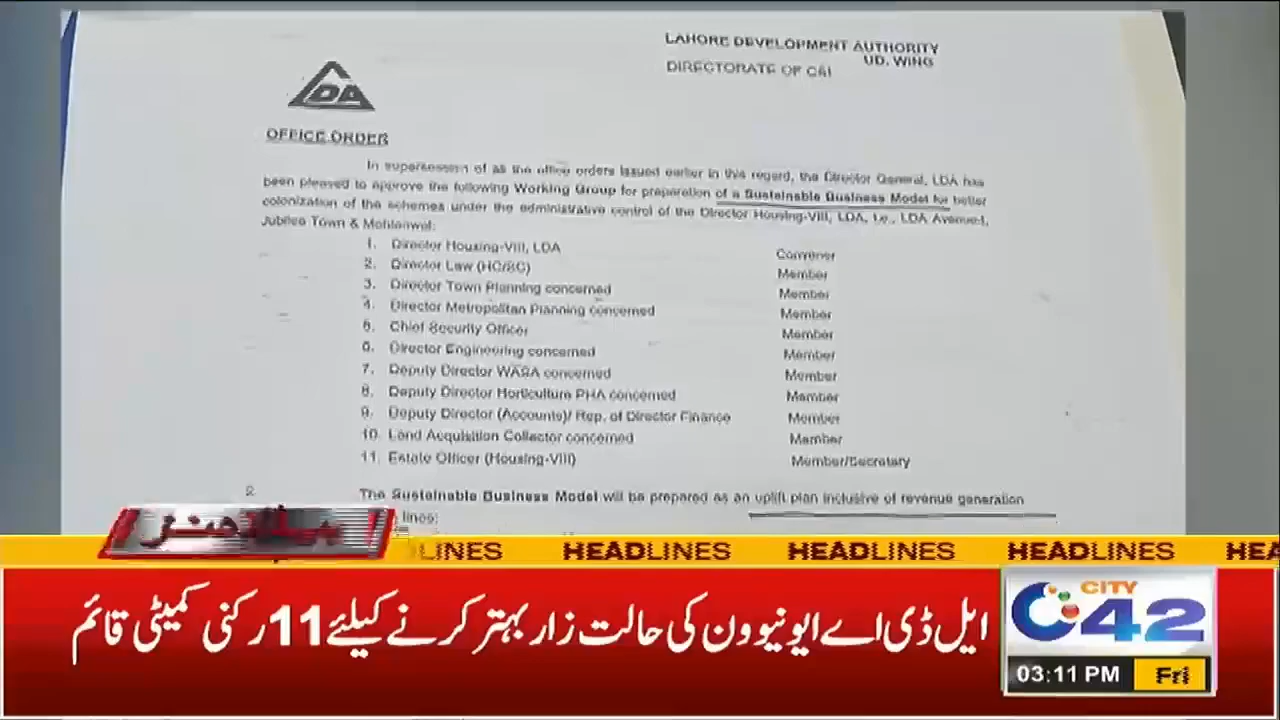 LAHORE DEVELOPMENT AUTHORITY
UD. WING
DIRECTORATE OF C&I
LDA
OFFICE ORDER
In supersession of all the office orders issued earlier in this regard, the Director General, LDA has
been pleased to approve the following Working Group for preparation of a Sustainable Business Model for better
colonization of the schemes under the administrative control of the Director Housing-VIII, LDA, i.e., LDA Avenue-I,
Jubilee Town & Mohlanwal:
1. Director Housing-VIII, LDA Convener
2. Director Law (HC/SC) Member
3. Director Town Planning concerned Member
4. Director Metropolitan Planning concerned Member
5. Chief Security Officer Member
6. Director Engineering concerned Member
7. Deputy Director WASA concerned Member
8. Deputy Director Horticulture PHA concerned Member
9. Deputy Director (Accounts)/ Rep. of Director Finance Member
10. Land Acquisition Collector concerned Member
11. Estate Officer (Housing-VIII) Member/Secretary
2. The Sustainable Business Model will be prepared as an uplift plan inclusive of revenue generation
lines:
ہیڈلائنز
LINES HEADLINES HEADLINES HEADLINES HEA
ایل ڈی اے ایونیو ون کی حالت زار بہتر کرنے کیلئے 11 رکنی کمیٹی قائم
CITY
42
03:11 PM Fri